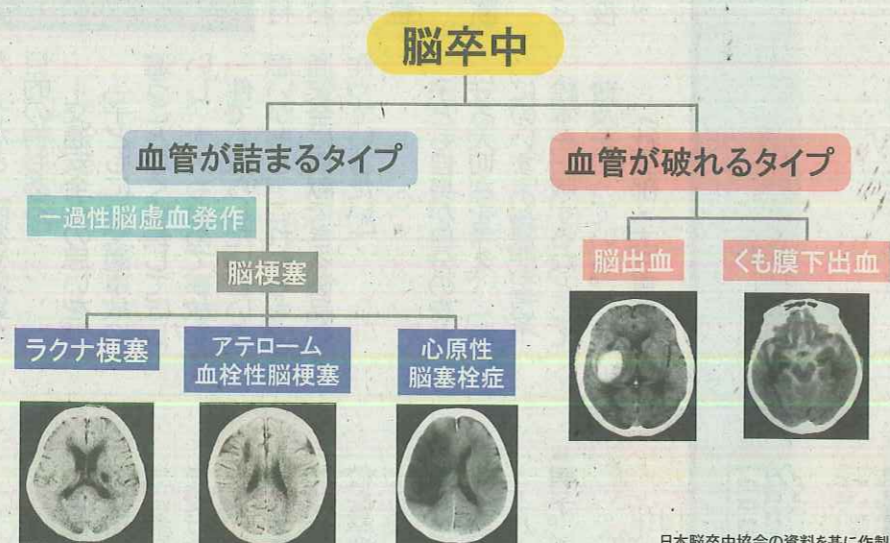 脳卒中
血管が詰まるタイプ
血管が破れるタイプ
一過性脳虚血発作
脳梗塞
脳出血
くも膜下出血
ラクナ梗塞
アテローム
血栓性脳梗塞
心原性
脳塞栓症
日本脳卒中協会の資料を基に作製